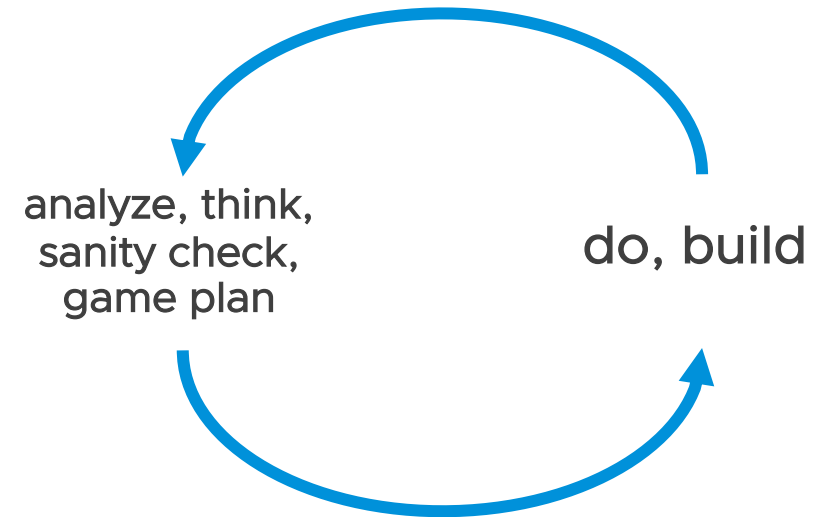 analyze, think,
sanity check,
game plan
do, build